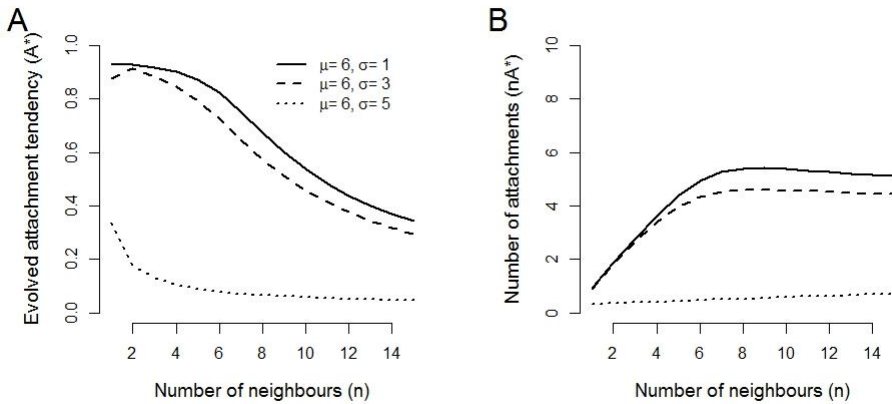 A
Evolved attachment tendency (A*)
1.0
0.8
0.6
0.4
0.2
0.0
μ= 6, σ= 1
μ= 6, σ= 3
μ= 6, σ= 5
2 4 6 8 10 12 14
Number of neighbours (n)
B
Number of attachments (nA*)
10
8
6
4
2
0
2 4 6 8 10 12 14
Number of neighbours (n)